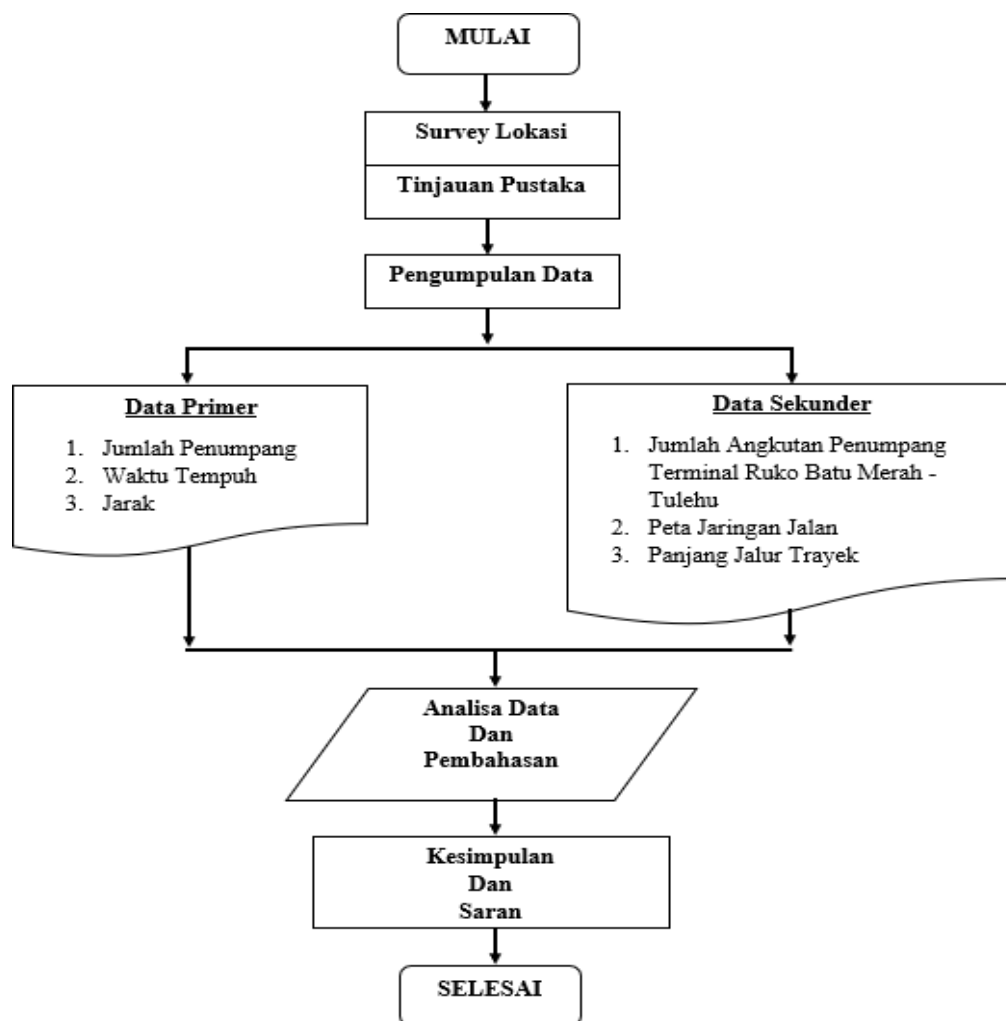 MULAI
Survey Lokasi
Tinjauan Pustaka
Pengumpulan Data
Data Primer
1. Jumlah Penumpang
2. Waktu Tempuh
3. Jarak
Data Sekunder
1. Jumlah Angkutan Penumpang
Terminal Ruko Batu Merah -
Tulehu
2. Peta Jaringan Jalan
3. Panjang Jalur Trayek
Analisa Data
Dan
Pembahasan
Kesimpulan
Dan
Saran
SELESAI